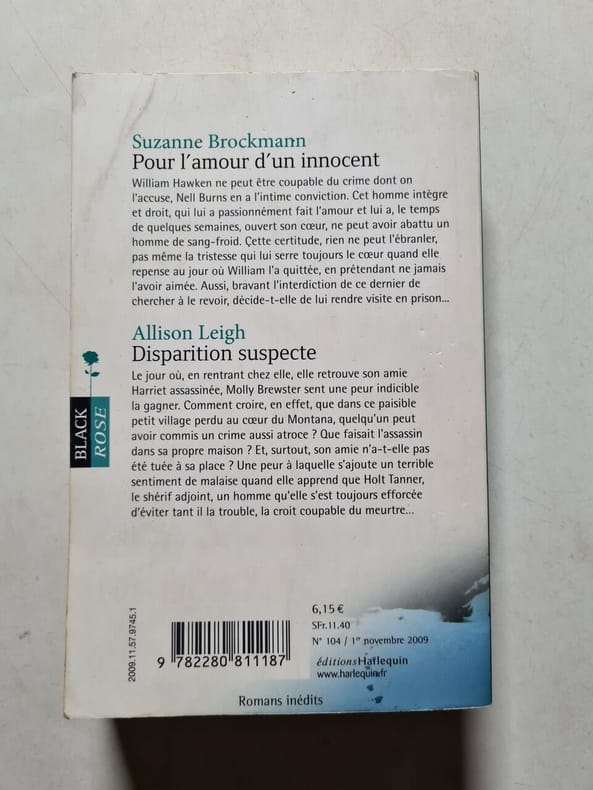 Suzanne Brockmann
Pour l'amour d'un innocent
William Hawken ne peut être coupable du crime dont on
l'accuse, Nell Burns en a l'intime conviction. Cet homme intègre
et droit, qui lui a passionnément fait l'amour et lui a, le temps
de quelques semaines, ouvert son cœur, ne peut avoir abattu un
homme de sang-froid. Çette certitude, rien ne peut l'ébranler,
pas même la tristesse qui lui serre toujours le cœur quand elle
repense au jour où William l'a quittée, en prétendant ne jamais
l'avoir aimée. Aussi, bravant l'interdiction de ce dernier de
chercher à le revoir, décide-t-elle de lui rendre visite en prison...
Allison Leigh
Disparition suspecte
Le jour où, en rentrant chez elle, elle retrouve son amie
Harriet assassinée, Molly Brewster sent une peur indicible
la gagner. Comment croire, en effet, que dans ce paisible
petit village perdu au cœur du Montana, quelqu'un peut
avoir commis un crime aussi atroce ? Que faisait l'assassin
dans sa propre maison ? Et, surtout, son amie n'a-t-elle pas
été tuée à sa place ? Une peur à laquelle s'ajoute un terrible
sentiment de malaise quand elle apprend que Holt Tanner,
le shérif adjoint, un homme qu'elle s'est toujours efforcée
d'éviter tant il la trouble, la croit coupable du meurtre...
BLACK
ROSE
2009.11.57.9745.1
9 782280 811187
6,15 €
SFr.11.40
N° 104 / 1er novembre 2009
éditions Harlequin
www.harlequin.fr
Romans inédits